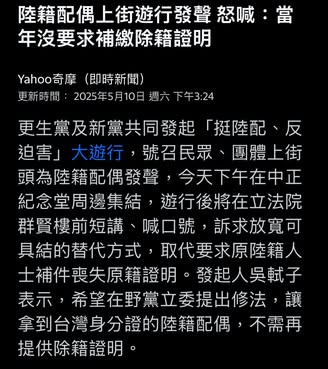 陸籍配偶上街遊行發聲 怒喊：當
年沒要求補繳除籍證明
Yahoo奇摩（即時新聞）
更新時間： 2025年5月10日 週六 下午3:24
更生黨及新黨共同發起「挺陸配、反
迫害」大遊行，號召民眾、團體上街
頭為陸籍配偶發聲，今天下午在中正
紀念堂周邊集結，遊行後將在立法院
群賢樓前短講、喊口號，訴求放寬可
具結的替代方式，取代要求原陸籍人
士補件喪失原籍證明。發起人吳軾子
表示，希望在野黨立委提出修法，讓
拿到台灣身分證的陸籍配偶，不需再
提供除籍證明。